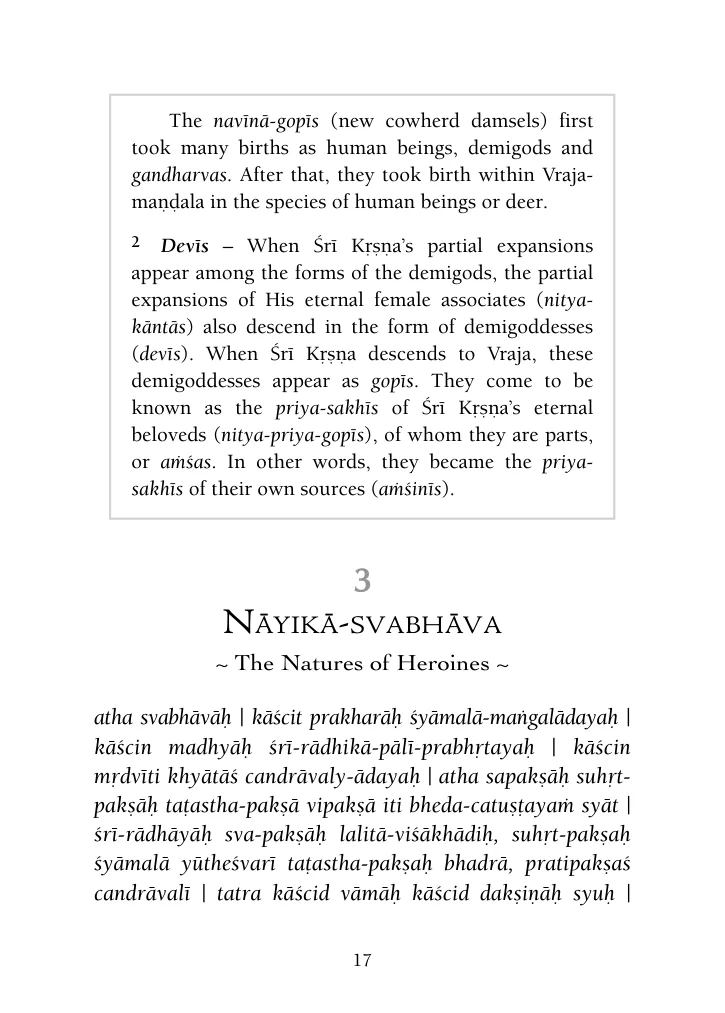 The navīnā-gopīs (new cowherd damsels) first
took many births as human beings, demigods and
gandharvas. After that, they took birth within Vraja-
maṇḍala in the species of human beings or deer.
2 Devīs – When Śrī Kṛṣṇa’s partial expansions
appear among the forms of the demigods, the partial
expansions of His eternal female associates (nitya-
kāntās) also descend in the form of demigoddesses
(devīs). When Śrī Kṛṣṇa descends to Vraja, these
demigoddesses appear as gopīs. They come to be
known as the priya-sakhīs of Śrī Kṛṣṇa’s eternal
beloveds (nitya-priya-gopīs), of whom they are parts,
or aṁśas. In other words, they became the priya-
sakhīs of their own sources (aṁśinīs).
3
Nāyikā-svabhāva
~ The Natures of Heroines ~
atha svabhāvāḥ | kāścit prakharāḥ śyāmalā-maṅgalādayaḥ |
kāścin madhyāḥ śrī-rādhikā-pālī-prabhṛtayaḥ | kāścin
mṛdvīti khyātāś candrāvaly-ādayaḥ | atha sapakṣāḥ suhṛt-
pakṣāḥ taṭastha-pakṣā vipakṣā iti bheda-catuṣṭayaṁ syāt |
śrī-rādhāyāḥ sva-pakṣāḥ lalitā-viśākhādiḥ, suhṛt-pakṣaḥ
śyāmalā yūtheśvarī taṭastha-pakṣaḥ bhadrā, pratipakṣaś
candrāvalī | tatra kāścid vāmāḥ kāścid dakṣiṇāḥ syuḥ |
17